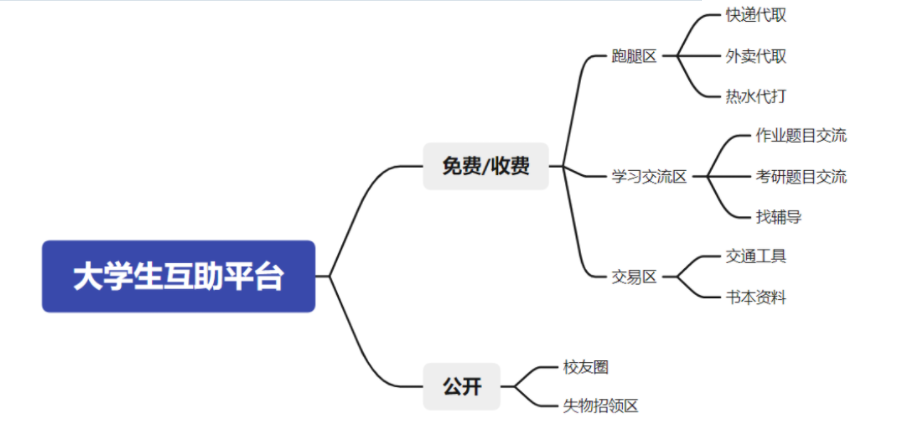 大学生互助平台
免费/收费
跑腿区
快递代取
外卖代取
热水代打
学习交流区
作业题目交流
考研题目交流
找辅导
交易区
交通工具
书本资料
公开
校友圈
失物招领区